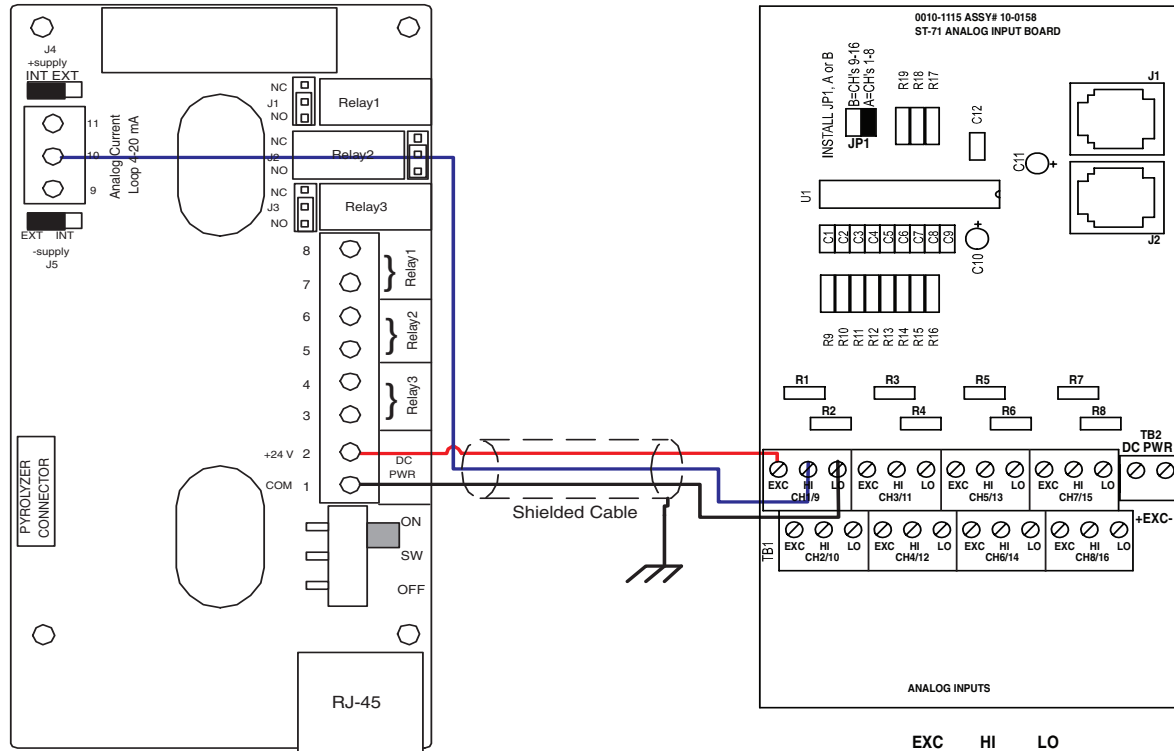 J4
+supply
INT EXT
11
10
9
Analog Current
Loop 4-20 mA
EXT INT
-supply
J5
NC
J1
NO
Relay1
NC
J2
NO
Relay2
NC
J3
NO
Relay3
8
7
Relay1
6
5
Relay2
4
3
Relay3
+24 V 2
COM 1
DC
PWR
ON
SW
OFF
PYROLYZER
CONNECTOR
RJ-45
Shielded Cable
0010-1115 ASSY# 10-0158
ST-71 ANALOG INPUT BOARD
INSTALL JP1, A or B
B=CH's 9-16
A=CH's 1-8
JP1
R19
R18
R17
C12
J1
C11
+
U1
J2
C1
C2
C3
C4
C5
C6
C7
C8
C9
+
C10
R9
R10
R11
R12
R13
R14
R15
R16
R1 R3 R5 R7
R2 R4 R6 R8
TB2
DC PWR
EXC HI LO EXC HI LO EXC HI LO EXC HI LO
CH1/9 CH3/11 CH5/13 CH7/15
+EXC-
TB1
EXC HI LO EXC HI LO EXC HI LO EXC HI LO
CH2/10 CH4/12 CH6/14 CH8/16
ANALOG INPUTS
EXC HI LO